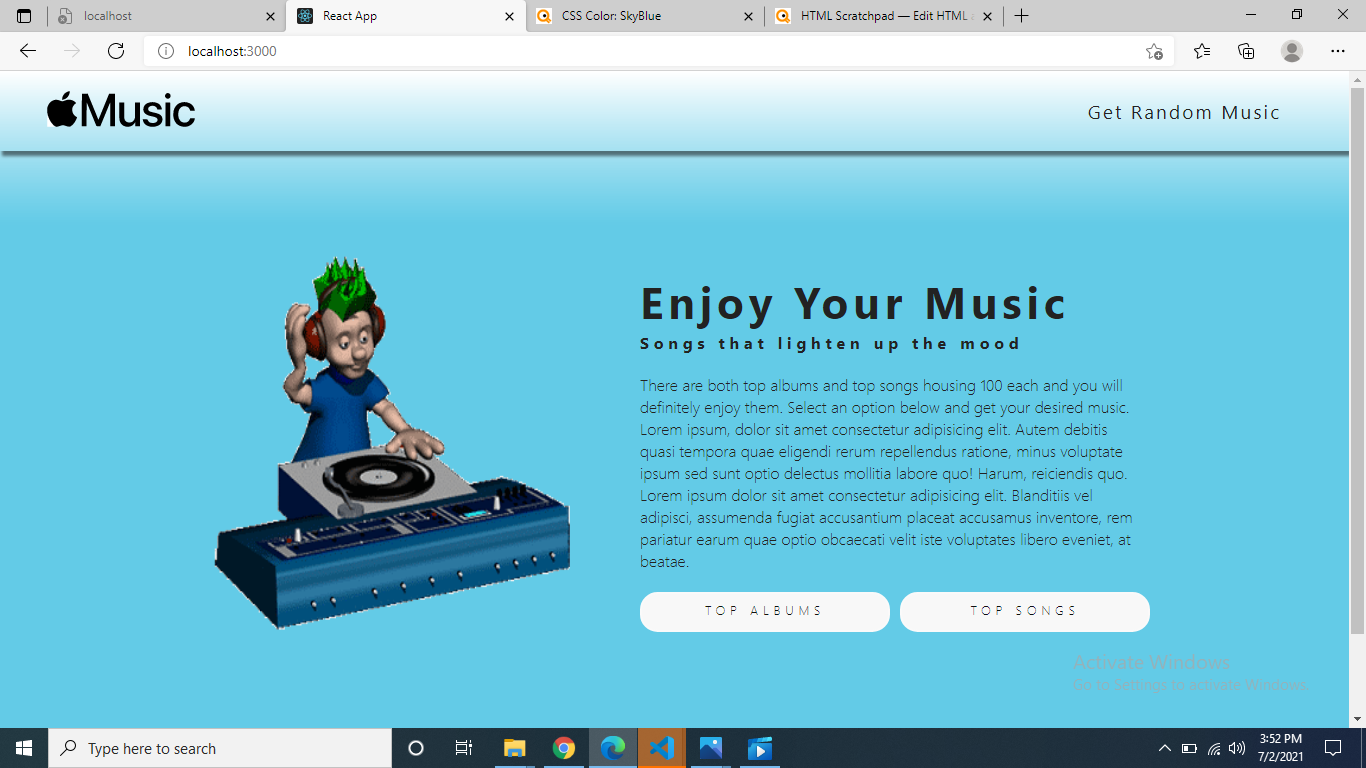 localhost
React App
CSS Color: SkyBlue
HTML Scratchpad — Edit HTML
localhost:3000
Music
Get Random Music
Enjoy Your Music
Songs that lighten up the mood
There are both top albums and top songs housing 100 each and you will
definitely enjoy them. Select an option below and get your desired music.
Lorem ipsum, dolor sit amet consectetur adipisicing elit. Autem debitis
quasi tempora quae eligendi rerum repellendus ratione, minus voluptate
ipsum sed sunt optio delectus mollitia labore quo! Harum, reiciendis quo.
Lorem ipsum dolor sit amet consectetur adipisicing elit. Blanditiis vel
adipisci, assumenda fugiat accusantium placeat accusamus inventore, rem
pariatur earum quae optio obcaecati velit iste voluptates libero eveniet, at
beatae.
TOP ALBUMS
TOP SONGS
Activate Windows
Go to Settings to activate Windows.
Type here to search
3:52 PM
7/2/2021